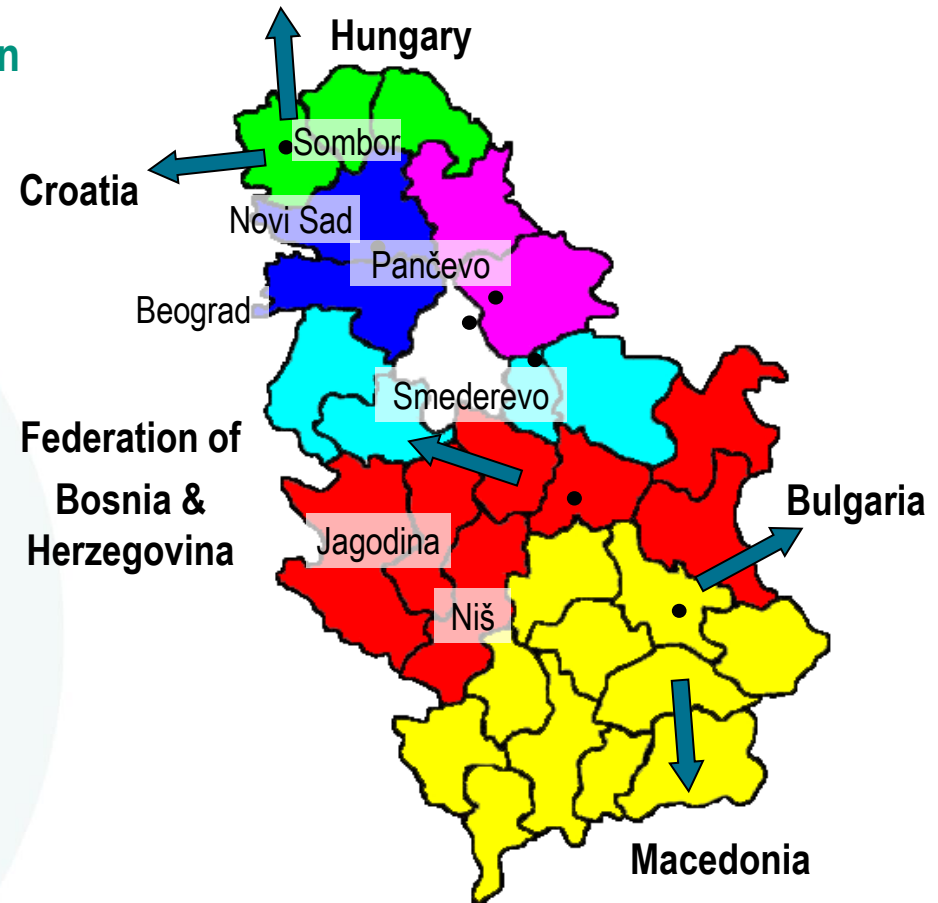 n
Hungary
Sombor
Croatia
Novi Sad
Pančevo
Beograd
Smederevo
Federation of
Bosnia &
Herzegovina
Bulgaria
Jagodina
Niš
Macedonia